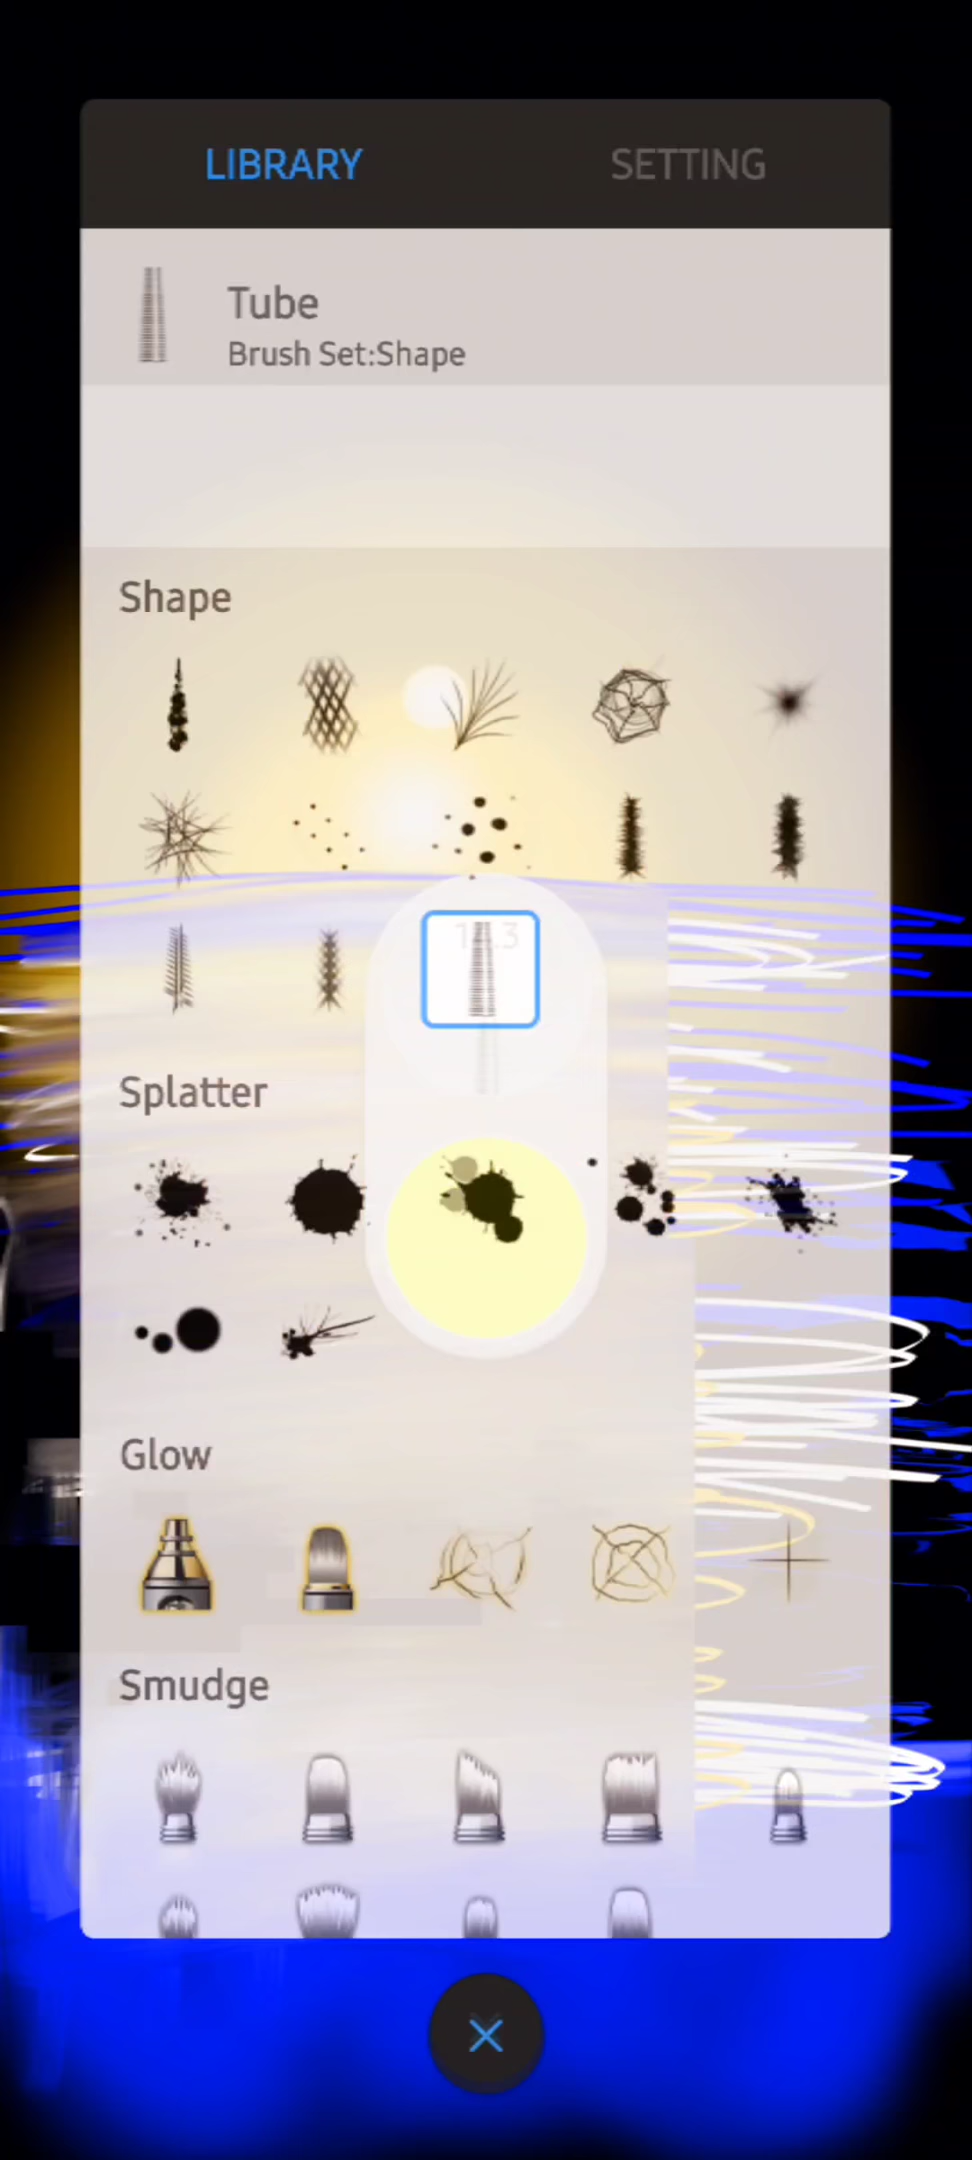 LIBRARY SETTING
Tube
Brush Set:Shape
Shape
Splatter
Glow
Smudge